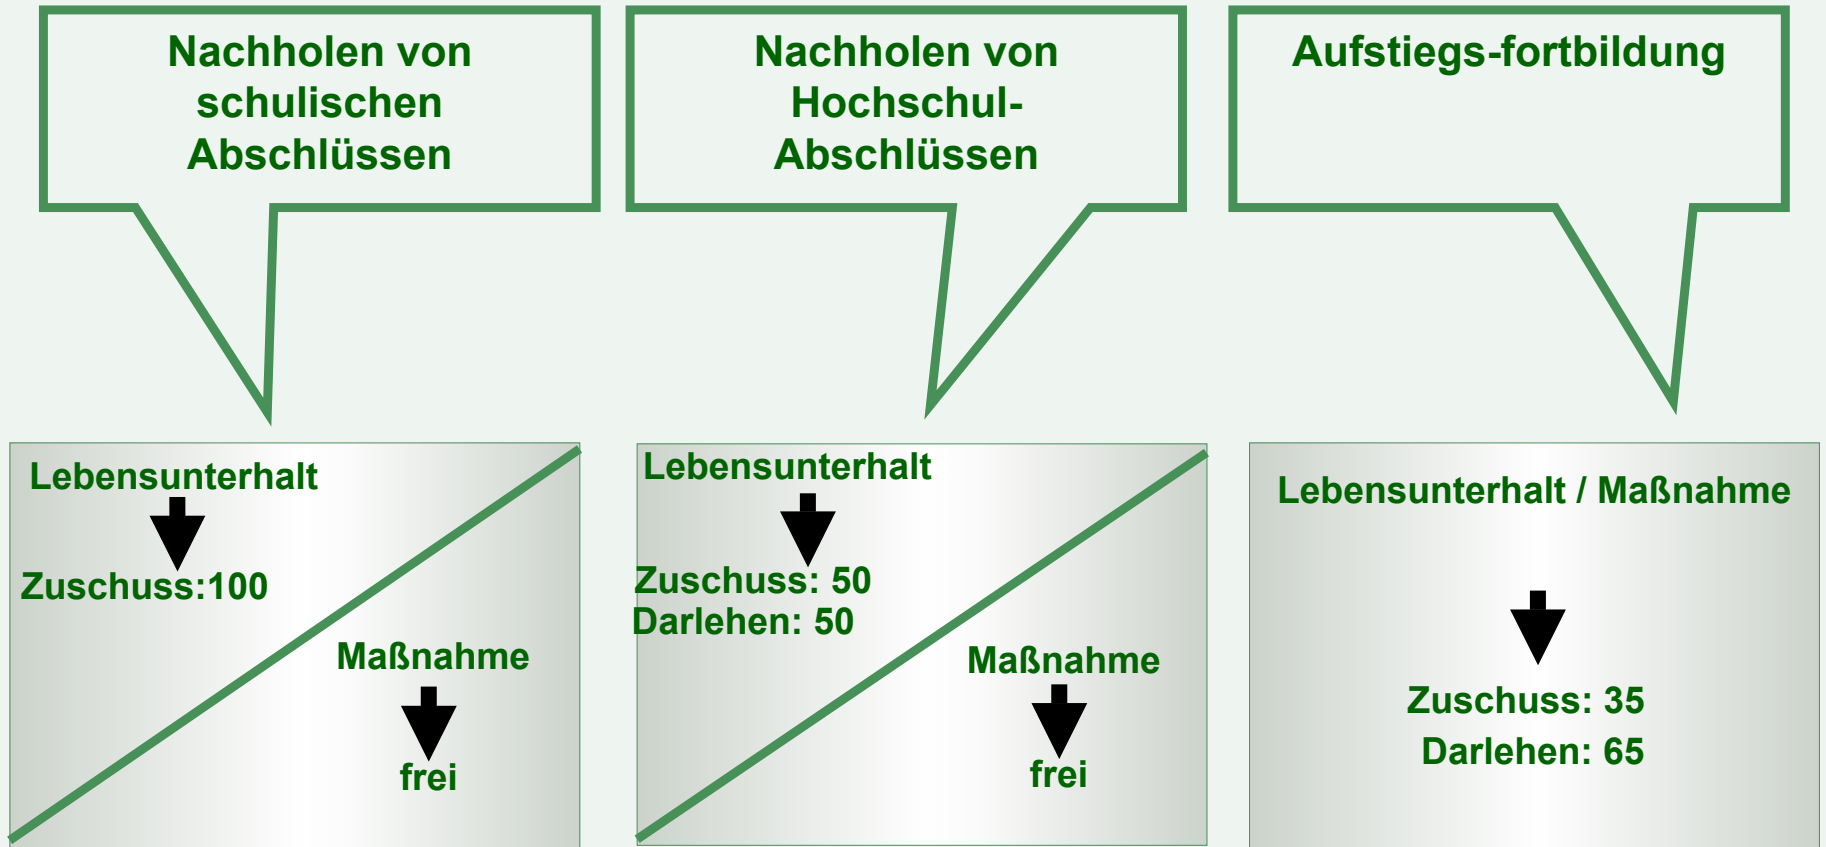 Nachholen von
schulischen
Abschlüssen
Nachholen von
Hochschul-
Abschlüssen
Aufstiegs-fortbildung
Lebensunterhalt
Zuschuss:100
Maßnahme
frei
Lebensunterhalt
Zuschuss: 50
Darlehen: 50
Maßnahme
frei
Lebensunterhalt / Maßnahme
Zuschuss: 35
Darlehen: 65